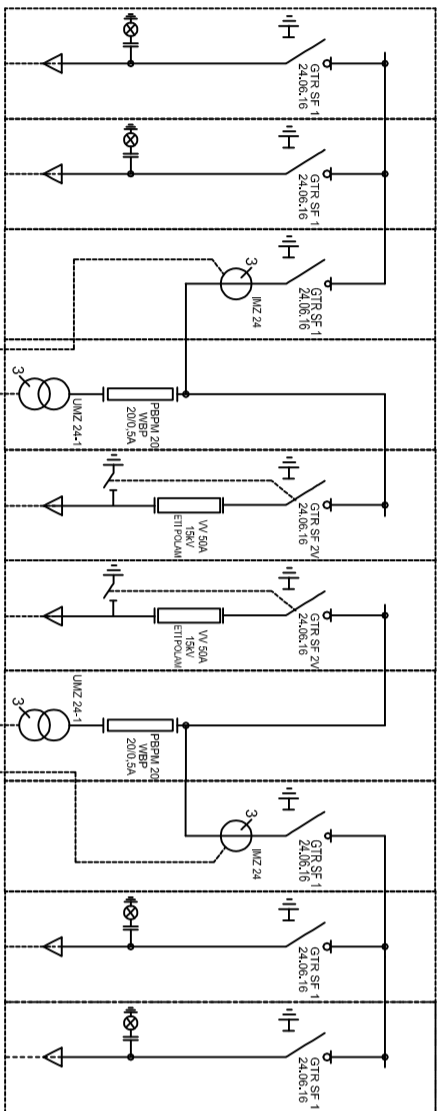 GTR SF 1
24.06.16
GTR SF 1
24.06.16
GTR SF 1
24.06.16
3
IMZ 24
PBPM 20
WBP
20/0,5A
3
UMZ 24-1
GTR SF 2V
24.06.16
VV 50A
15kV
ETI POLAM
GTR SF 2V
24.06.16
VV 50A
15kV
ETI POLAM
PBPM 20
WBP
20/0,5A
3
UMZ 24-1
GTR SF 1
24.06.16
3
IMZ 24
GTR SF 1
24.06.16
GTR SF 1
24.06.16